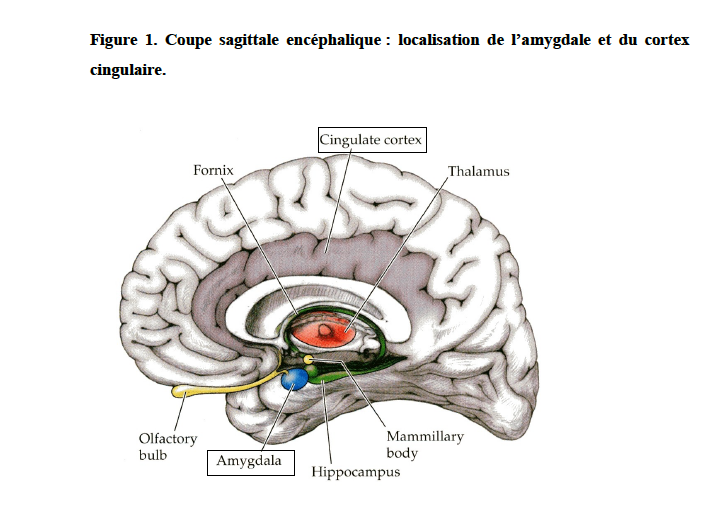 Figure 1. Coupe sagittale encéphalique : localisation de l’amygdale et du cortex
cingulaire.
Cingulate cortex
Fornix
Thalamus
Olfactory
bulb
Amygdala
Hippocampus
Mammillary
body